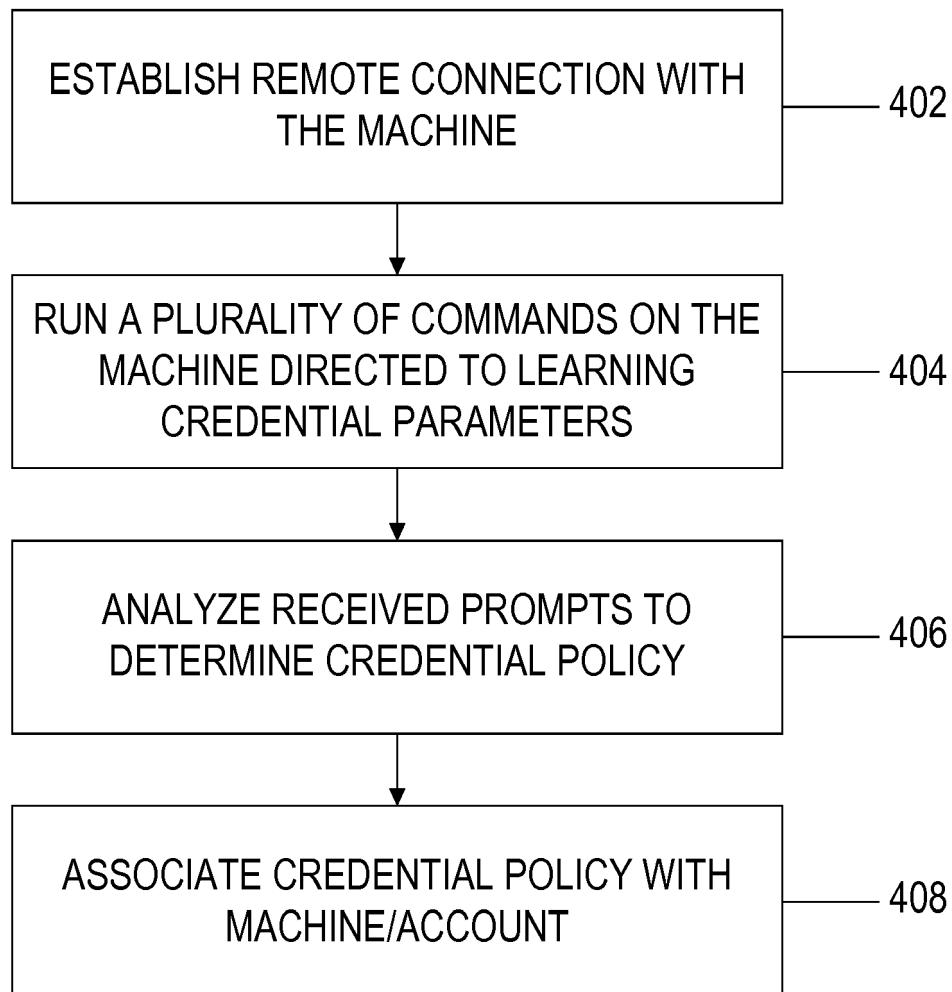 ESTABLISH REMOTE CONNECTION WITH
THE MACHINE
402
RUN A PLURALITY OF COMMANDS ON THE
MACHINE DIRECTED TO LEARNING
CREDENTIAL PARAMETERS
404
ANALYZE RECEIVED PROMPTS TO
DETERMINE CREDENTIAL POLICY
406
ASSOCIATE CREDENTIAL POLICY WITH
MACHINE/ACCOUNT
408